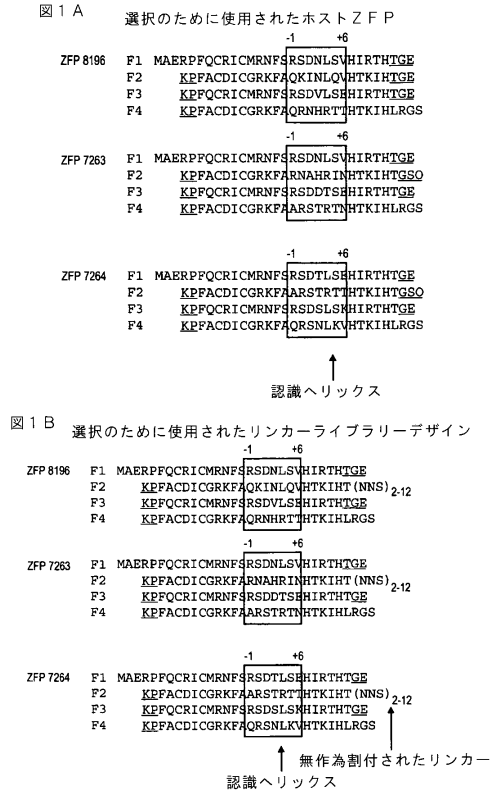 図1A 選択のために使用されたホストZFP
-1 +6
ZFP 8196 F1 MAERPFQCRICMRNFSRSDNLSVHIRTHTGE
F2 KPFACDICGRKFAQKINLQVHTKIHTGE
F3 KPFQCRICMRNFSRSDVLSEHIRTHTGE
F4 KPFACDICGRKFAQRNHRTTHTKIHLRGS
-1 +6
ZFP 7263 F1 MAERPFQCRICMRNFSRSDNLSVHIRTHTGE
F2 KPFACDICGRKFARNAHRINHTKIHTGSQ
F3 KPFQCRICMRNFSRSDDTSEHIRTHTGE
F4 KPFACDICGRKFAARSTRTNHTKIHLRGS
-1 +6
ZFP 7264 F1 MAERPFQCRICMRNFSRSDTLSEHIRTHTGE
F2 KPFACDICGRKFAARSTRTTHTKIHTGSQ
F3 KPFQCRICMRNFSRSDSLSKHIRTHTGE
F4 KPFACDICGRKFAQRSNLKVHTKIHLRGS
認識ヘリックス
図1B 選択のために使用されたリンカーライブラリーデザイン
-1 +6
ZFP 8196 F1 MAERPFQCRICMRNFSRSDNLSVHIRTHTGE
F2 KPFACDICGRKFAQKINLQVHTKIHT(NNS)2-12
F3 KPFQCRICMRNFSRSDVLSEHIRTHTGE
F4 KPFACDICGRKFAQRNHRTTHTKIHLRGS
-1 +6
ZFP 7263 F1 MAERPFQCRICMRNFSRSDNLSVHIRTHTGE
F2 KPFACDICGRKFARNAHRINHTKIHT(NNS)2-12
F3 KPFQCRICMRNFSRSDDTSEHIRTHTGE
F4 KPFACDICGRKFAARSTRTNHTKIHLRGS
-1 +6
ZFP 7264 F1 MAERPFQCRICMRNFSRSDTLSEHIRTHTGE
F2 KPFACDICGRKFAARSTRTTHTKIHT(NNS)2-12
F3 KPFQCRICMRNFSRSDSLSKHIRTHTGE
F4 KPFACDICGRKFAQRSNLKVHTKIHLRGS
無作為割付されたリンカー
認識ヘリックス